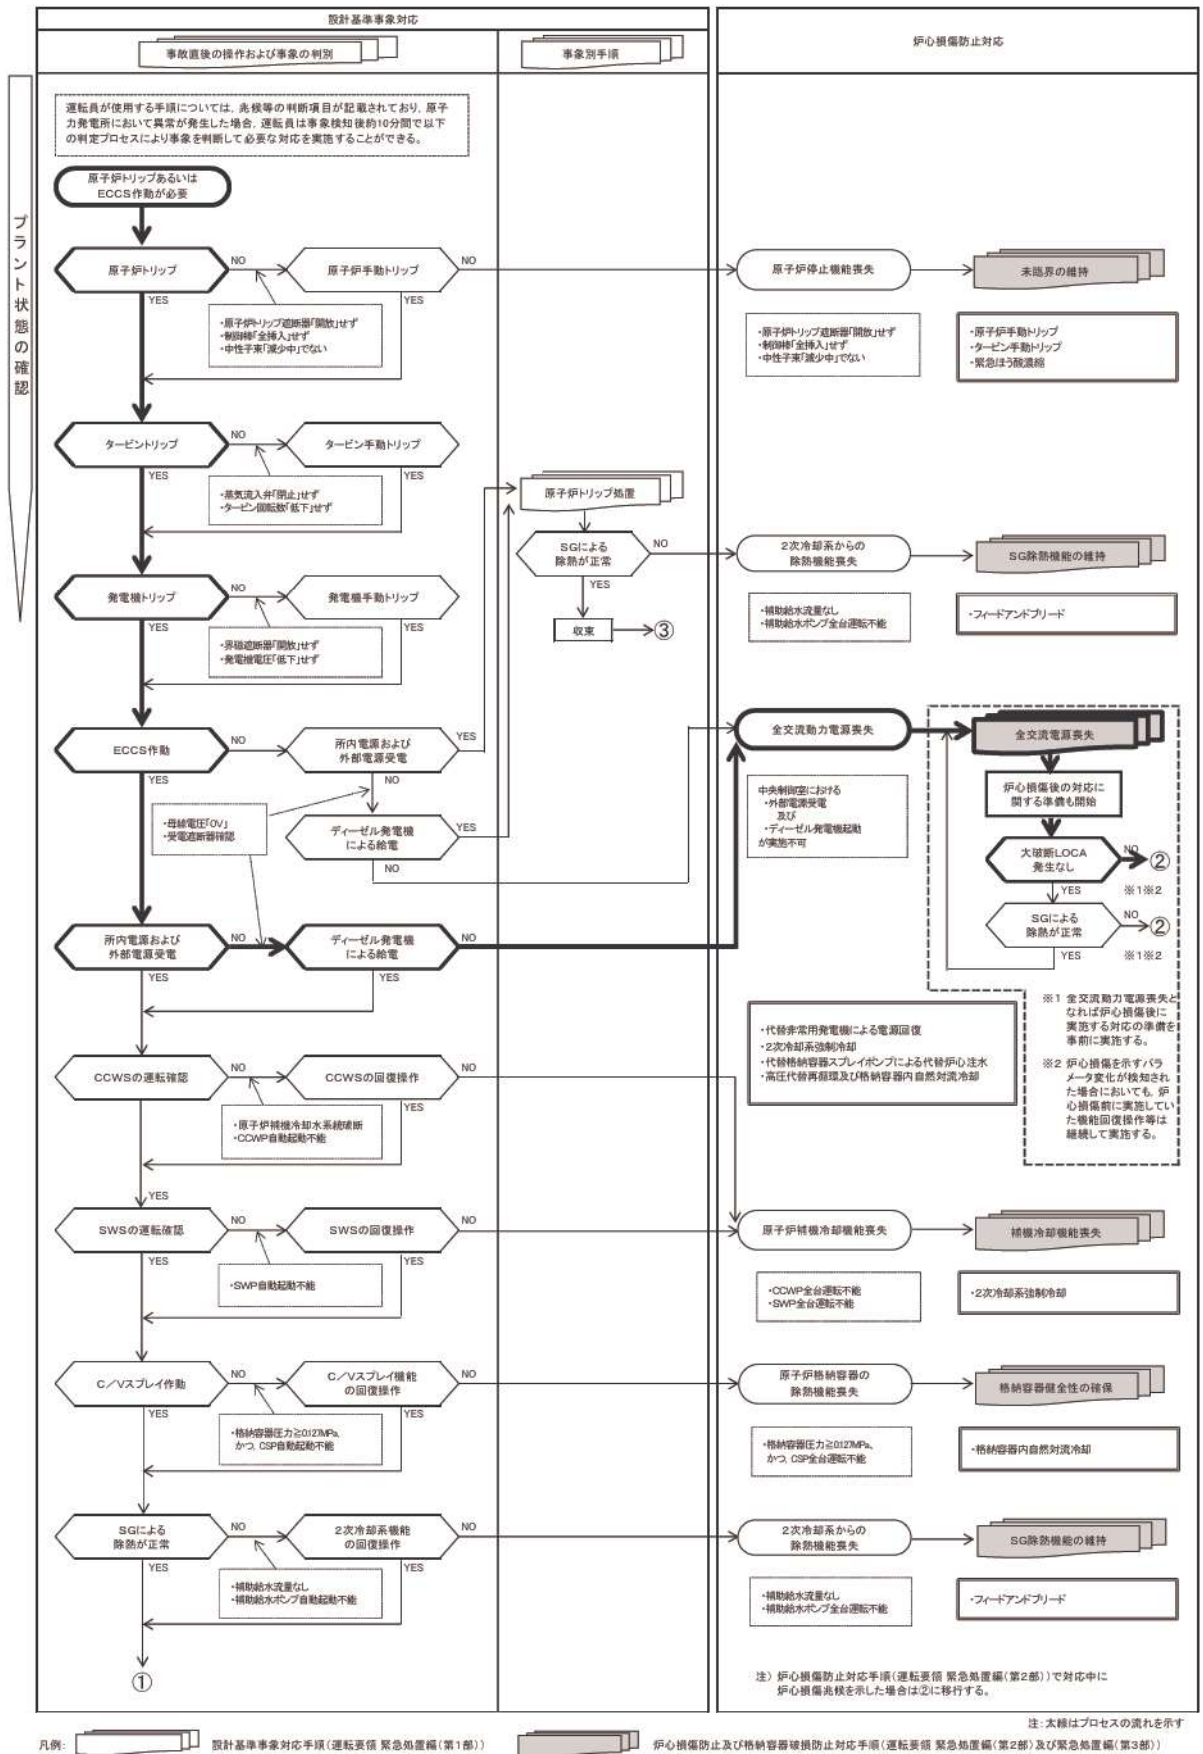 設計基準事象対応
事故直後の操作および事象の判別
事象別手順
炉心損傷防止対応
プラント状態の確認
運転員が使用する手順については、兆候等の判断項目が記載されており、原子
力発電所において異常が発生した場合、運転員は事象検知後約10分間で以下
の判定プロセスにより事象を判断して必要な対応を実施することができる。
原子炉トリップあるいは
ECCS作動が必要
原子炉トリップ
NO
原子炉手動トリップ
NO
原子炉停止機能喪失
未臨界の維持
YES
YES
・原子炉トリップ遮断器「開放」せず
・制御棒「全挿入」せず
・中性子束「減少中」でない
・原子炉トリップ遮断器「開放」せず
・制御棒「全挿入」せず
・中性子束「減少中」でない
・原子炉手動トリップ
・タービン手動トリップ
・緊急ほう酸濃縮
タービントリップ
NO
タービン手動トリップ
YES
YES
・蒸気流入弁「閉止」せず
・タービン回転数「低下」せず
原子炉トリップ処置
SGによる
除熱が正常
NO
YES
収束
③
2次冷却系からの
除熱機能喪失
SG除熱機能の維持
・補助給水流量なし
・補助給水ポンプ全台運転不能
・フィードアンドブリード
発電機トリップ
NO
発電機手動トリップ
YES
YES
・界磁遮断器「開放」せず
・発電機電圧「低下」せず
ECCS作動
NO
所内電源および
外部電源受電
YES
YES
NO
・母線電圧「0V」
・受電遮断器確認
ディーゼル発電機
による給電
YES
NO
全交流動力電源喪失
全交流電源喪失
中央制御室における
・外部電源受電
及び
・ディーゼル発電機起動
が実施不可
炉心損傷後の対応に
関する準備も開始
大破断LOCA
発生なし
NO
②
YES
※1※2
SGによる
除熱が正常
NO
②
YES
※1※2
所内電源および
外部電源受電
NO
ディーゼル発電機
による給電
NO
YES
YES
・代替非常用発電機による電源回復
・2次冷却系強制冷却
・代替格納容器スプレイポンプによる代替炉心注水
・高圧代替再循環及び格納容器内自然対流冷却
※1 全交流動力電源喪失と
なれば炉心損傷後に
実施する対応の準備を
事前に実施する。
※2 炉心損傷を示すパラ
メータ変化が検知され
た場合においても、炉
心損傷前に実施してい
た機能回復操作等は
継続して実施する。
CCWSの運転確認
NO
CCWSの回復操作
NO
YES
・原子炉補機冷却水系統破断
・CCWP自動起動不能
YES
SWSの運転確認
NO
SWSの回復操作
NO
原子炉補機冷却機能喪失
補機冷却機能喪失
YES
YES
・SWP自動起動不能
・CCWP全台運転不能
・SWP全台運転不能
・2次冷却系強制冷却
C／Vスプレイ作動
NO
C／Vスプレイ機能
の回復操作
NO
原子炉格納容器の
除熱機能喪失
格納容器健全性の確保
YES
YES
・格納容器圧力≧0.127MPa、
かつ、CSP自動起動不能
・格納容器圧力≧0.127MPa、
かつ、CSP全台運転不能
・格納容器内自然対流冷却
SGによる
除熱が正常
NO
2次冷却系機能
の回復操作
NO
2次冷却系からの
除熱機能喪失
SG除熱機能の維持
YES
YES
・補助給水流量なし
・補助給水ポンプ自動起動不能
・補助給水流量なし
・補助給水ポンプ全台運転不能
・フィードアンドブリード
①
注）炉心損傷防止対応手順（運転要領 緊急処置編（第2部））で対応中に
炉心損傷兆候を示した場合は②に移行する。
注：太線はプロセスの流れを示す
凡例：
設計基準事象対応手順（運転要領 緊急処置編（第1部））
炉心損傷防止及び格納容器破損防止対応手順（運転要領 緊急処置編（第2部）及び緊急処置編（第3部））